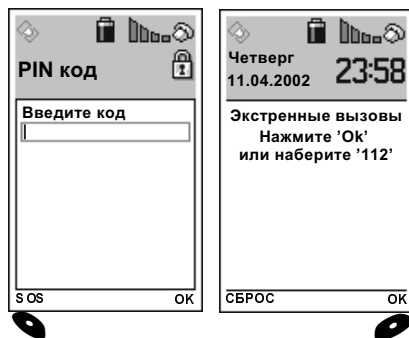 PIN код
Введите код
SOS OK
Четверг
11.04.2002 23:58
Экстренные вызовы
Нажмите 'Ok'
или наберите '112'
СБРОС OK